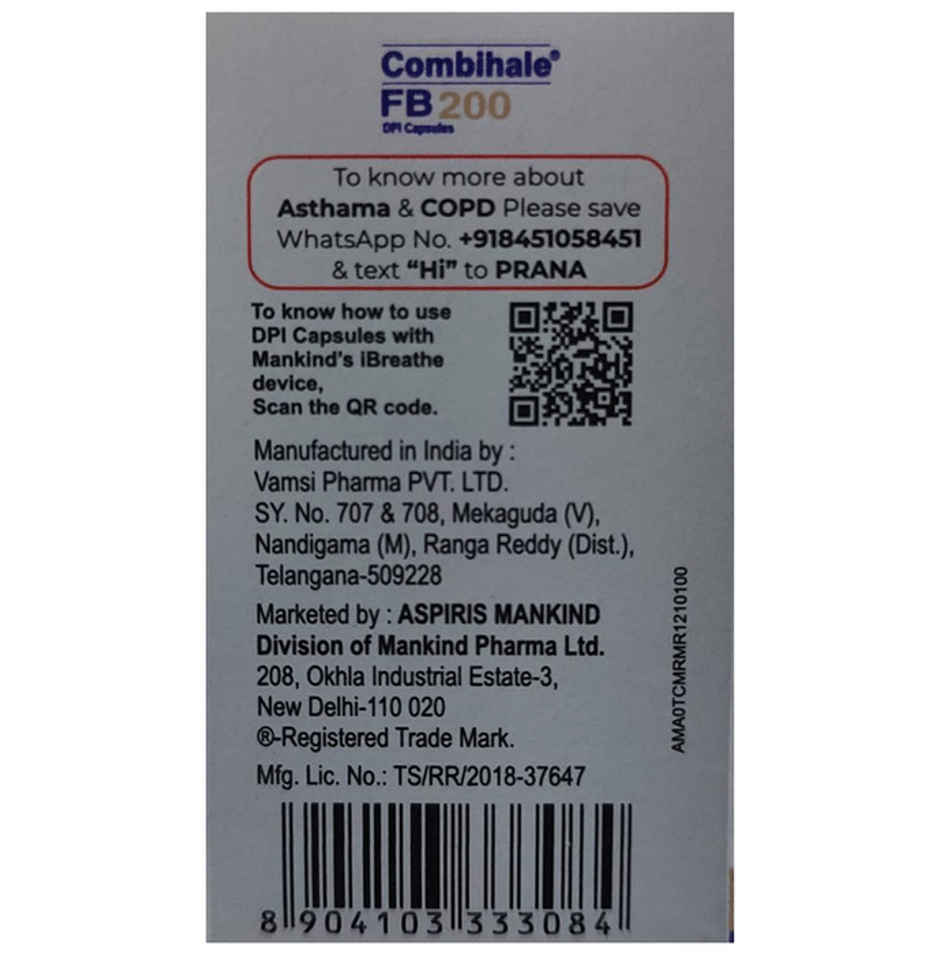 Combihale®
FB 200
DPI Capsules
To know more about
Asthama & COPD Please save
WhatsApp No. +918451058451
& text “Hi” to PRANA
To know how to use
DPI Capsules with
Mankind's iBreathe
device,
Scan the QR code.
Manufactured in India by :
Vamsi Pharma PVT. LTD.
SY. No. 707 & 708, Mekaguda (V),
Nandigama (M), Ranga Reddy (Dist.),
Telangana-509228
Marketed by : ASPIRIS MANKIND
Division of Mankind Pharma Ltd.
208, Okhla Industrial Estate-3,
New Delhi-110 020
®-Registered Trade Mark.
Mfg. Lic. No.: TS/RR/2018-37647
AMA0TCMRMR1210100
8 904103 333084